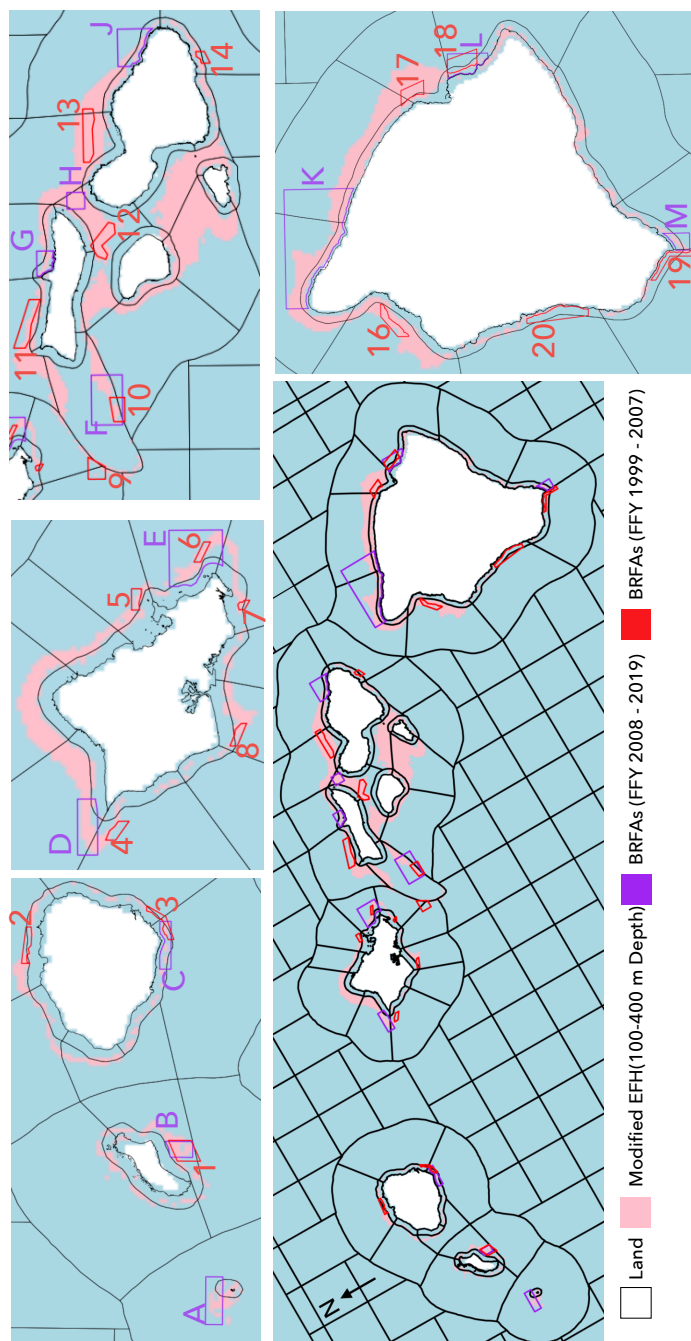 2
A
B
1
C
3
D
4
5
E
6
7
8
11
G
H
13
J
F
12
14
9
10
N
K
16
17
18
L
20
19
M
Land
Modified EFH(100-400 m Depth)
BRFAs (FFY 2008 - 2019)
BRFAs (FFY 1999 - 2007)